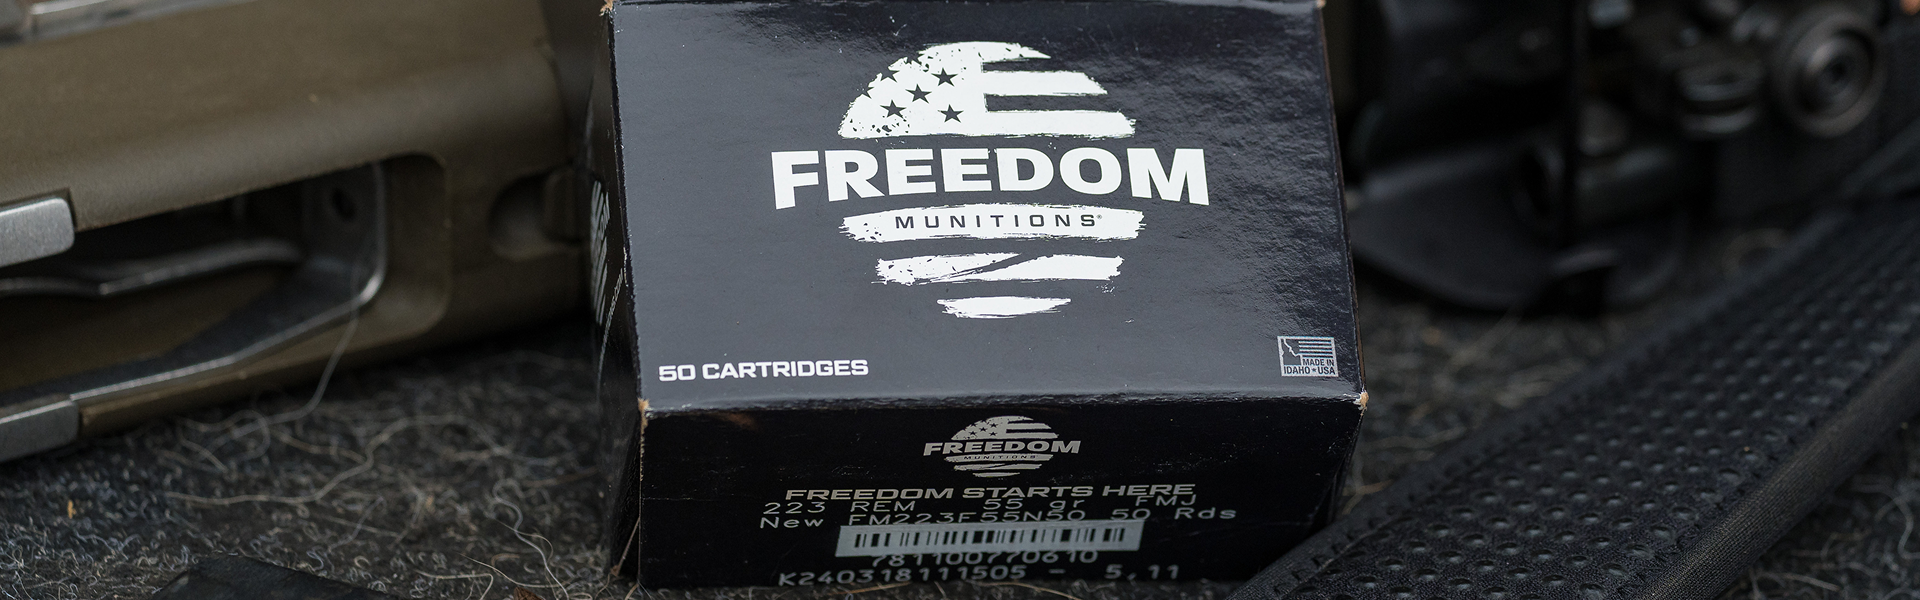 FREEDOM
MUNITIONS®
50 CARTRIDGES
MADE IN
IDAHO★USA
FREEDOM
MUNITIONS
FREEDOM STARTS HERE
223 REM 55 gr FMJ
New FM223F55N50 50 Rds
781100770610
K240318111505 - 5,11